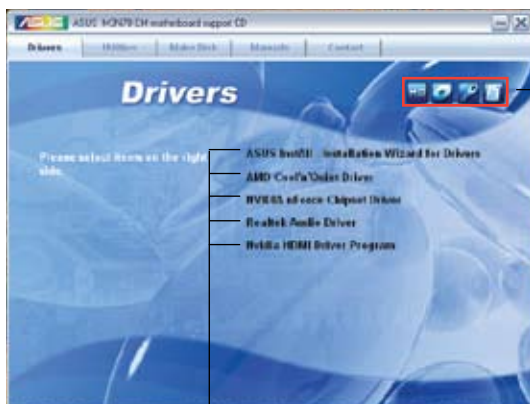 ASUS M3N78-EM motherboard support CD
Drivers Utilities Make Disk Manuals Contact
Drivers
Please select items on the right side.
ASUS InstAll - Installation Wizard for Drivers
AMD Cool'n'Quiet Driver
NVIDIA nForce Chipset Driver
Realtek Audio Driver
Nvidia HDMI Driver Program